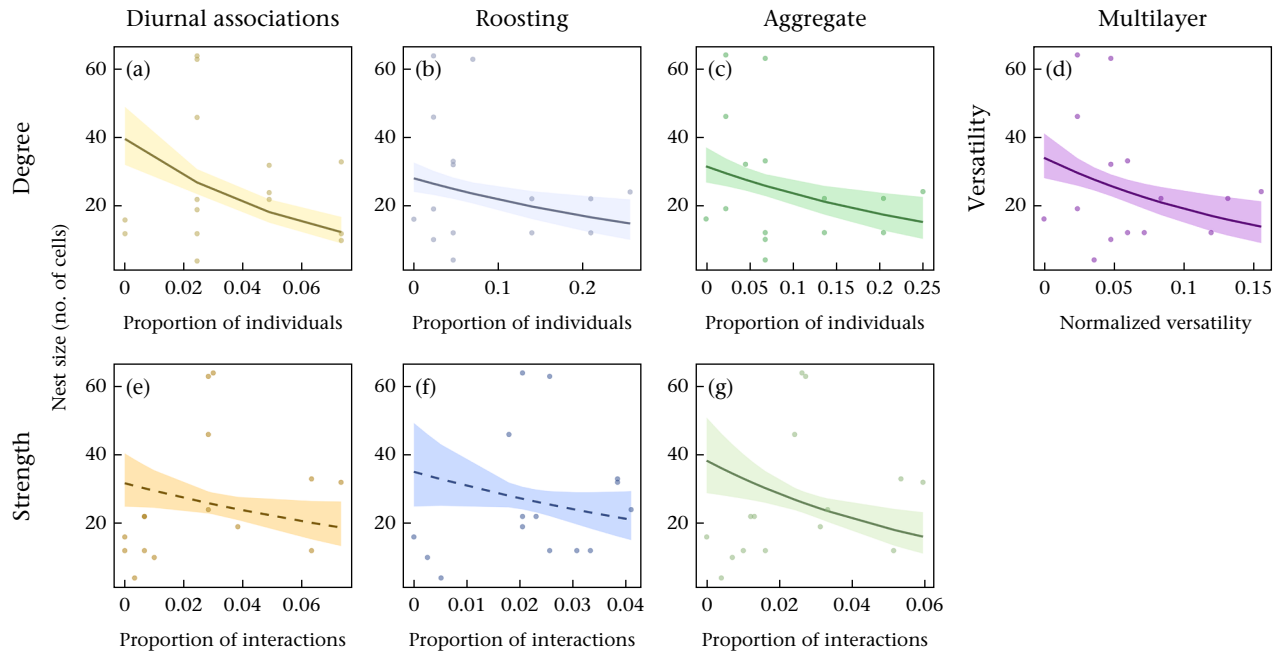 Diurnal associations
Roosting
Aggregate
Multilayer
Degree
Strength
Nest size (no. of cells)
Versatility
(a)
60
40
20
0 0.02 0.04 0.06
Proportion of individuals
(b)
0 0.1 0.2
Proportion of individuals
(c)
60
40
20
0 0.05 0.1 0.15 0.2 0.25
Proportion of individuals
(d)
60
40
20
0 0.05 0.1 0.15
Normalized versatility
(e)
60
40
20
0 0.02 0.04 0.06
Proportion of interactions
(f)
60
40
20
0 0.01 0.02 0.03 0.04
Proportion of interactions
(g)
60
40
20
0 0.02 0.04 0.06
Proportion of interactions